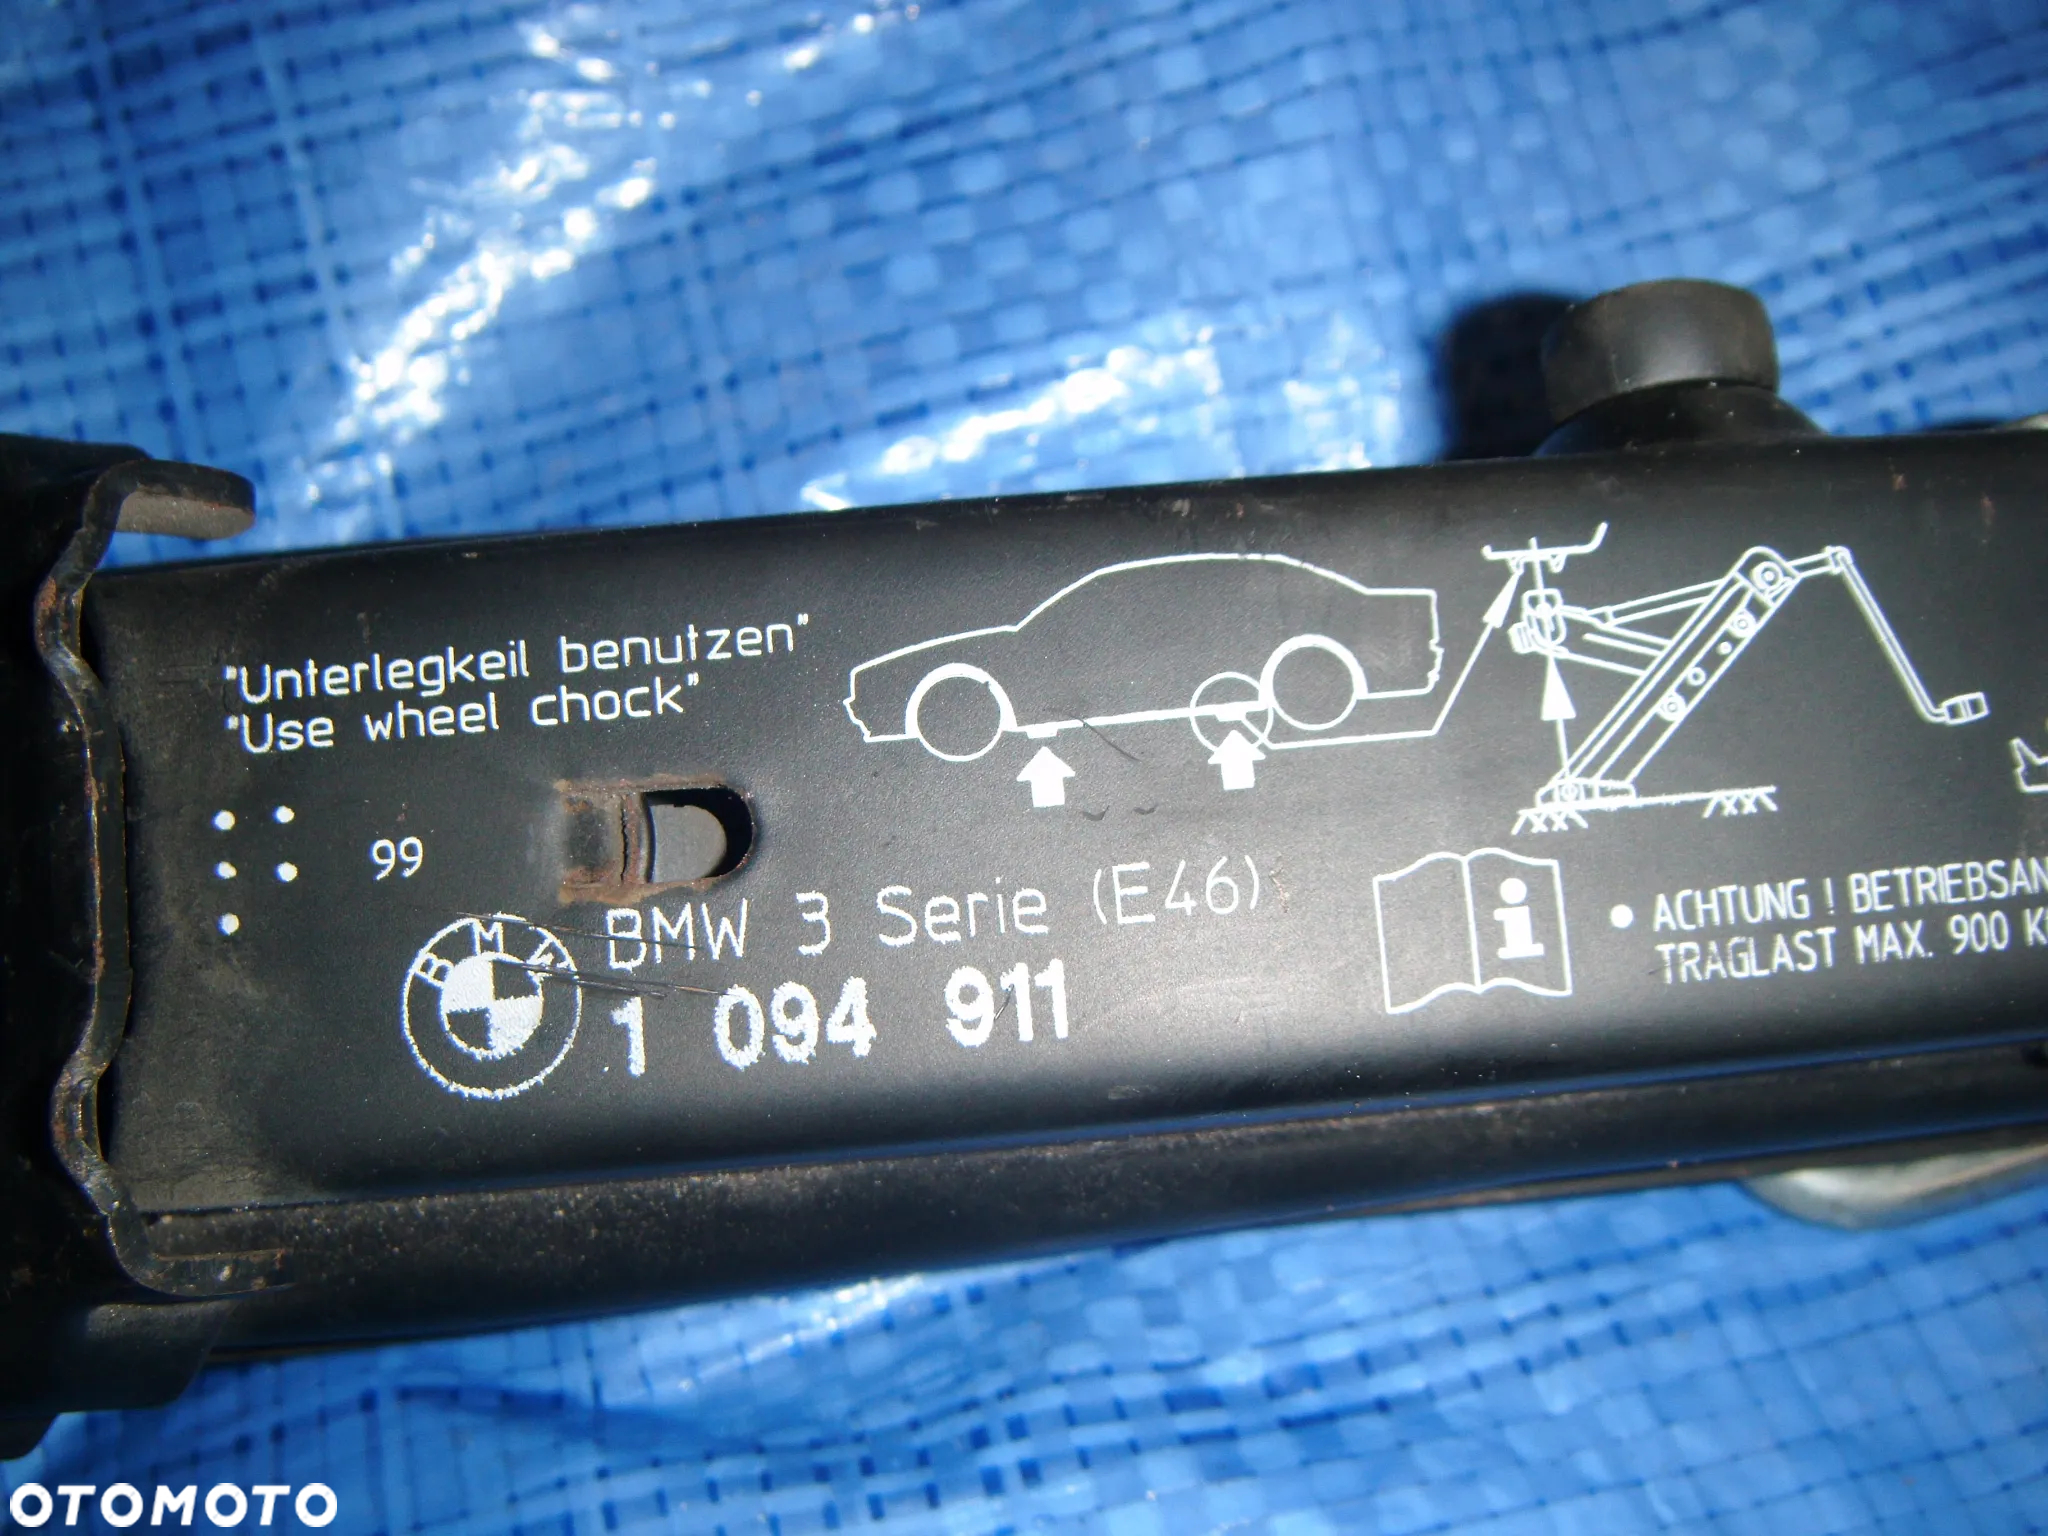 "Unterlegkeil benutzen"
"Use wheel chock"
99
BMW
BMW 3 Serie (E46)
1 094 911
i
• ACHTUNG ! BETRIEBSAN
TRAGLAST MAX. 900 K
OTOMOTO